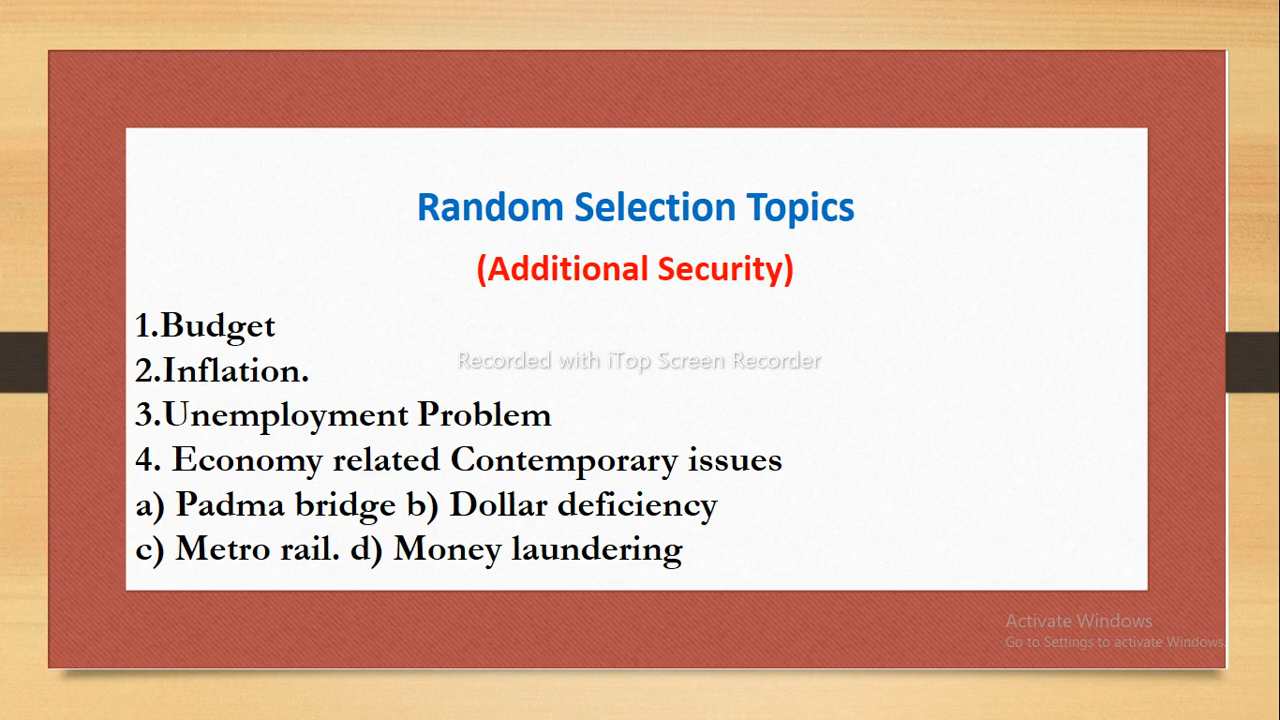 Random Selection Topics
(Additional Security)
1.Budget
Recorded with iTop Screen Recorder
2.Inflation.
3.Unemployment Problem
4. Economy related Contemporary issues
a) Padma bridge b) Dollar deficiency
c) Metro rail. d) Money laundering
Activate Windows
Go to Settings to activate Windows.